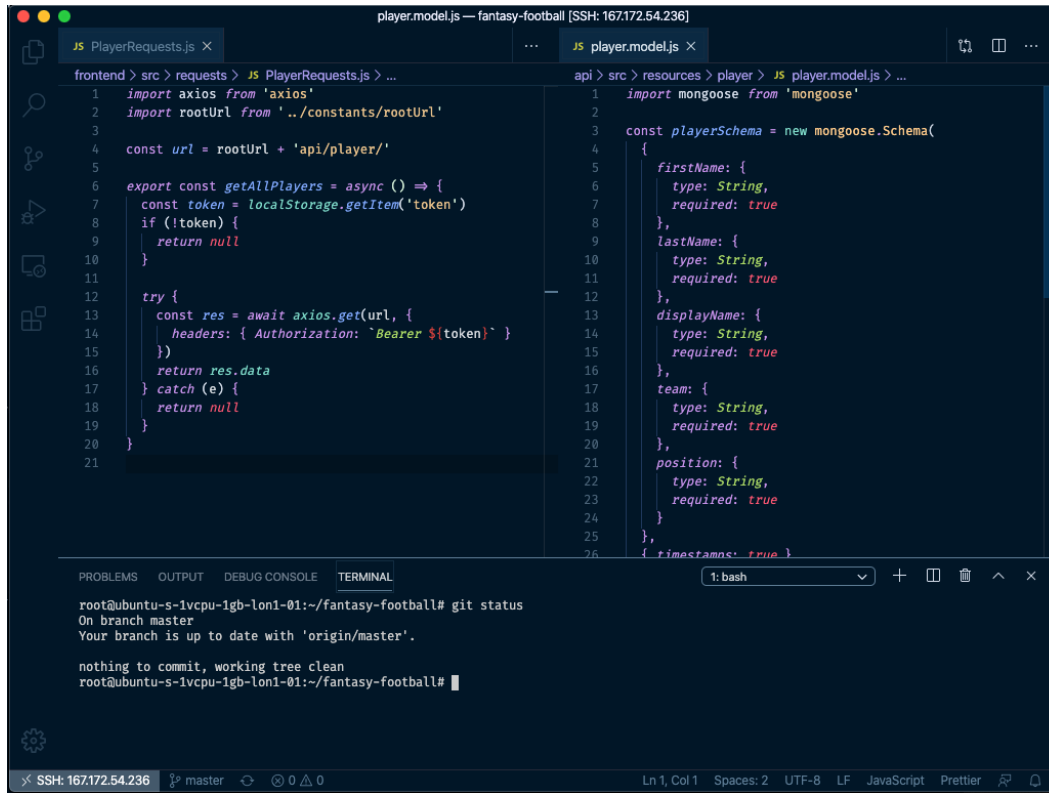 player.model.js — fantasy-football [SSH: 167.172.54.236]
JS PlayerRequests.js ×
...
frontend > src > requests > JS PlayerRequests.js > ...
1 import axios from 'axios'
2 import rootUrl from '../constants/rootUrl'
3
4 const url = rootUrl + 'api/player/'
5
6 export const getAllPlayers = async () => {
7 const token = localStorage.getItem('token')
8 if (!token) {
9 return null
10 }
11
12 try {
13 const res = await axios.get(url, {
14 headers: { Authorization: `Bearer ${token}` }
15 })
16 return res.data
17 } catch (e) {
18 return null
19 }
20 }
21
JS player.model.js ×
...
api > src > resources > player > JS player.model.js > ...
1 import mongoose from 'mongoose'
2
3 const playerSchema = new mongoose.Schema(
4 {
5 firstName: {
6 type: String,
7 required: true
8 },
9 lastName: {
10 type: String,
11 required: true
12 },
13 displayName: {
14 type: String,
15 required: true
16 },
17 team: {
18 type: String,
19 required: true
20 },
21 position: {
22 type: String,
23 required: true
24 }
25 },
26 { timestamps: true }
PROBLEMS OUTPUT DEBUG CONSOLE TERMINAL 1: bash
root@ubuntu-s-1vcpu-1gb-lon1-01:~/fantasy-football# git status
On branch master
Your branch is up to date with 'origin/master'.
nothing to commit, working tree clean
root@ubuntu-s-1vcpu-1gb-lon1-01:~/fantasy-football#
SSH: 167.172.54.236 master 0 0 Ln 1, Col 1 Spaces: 2 UTF-8 LF JavaScript Prettier